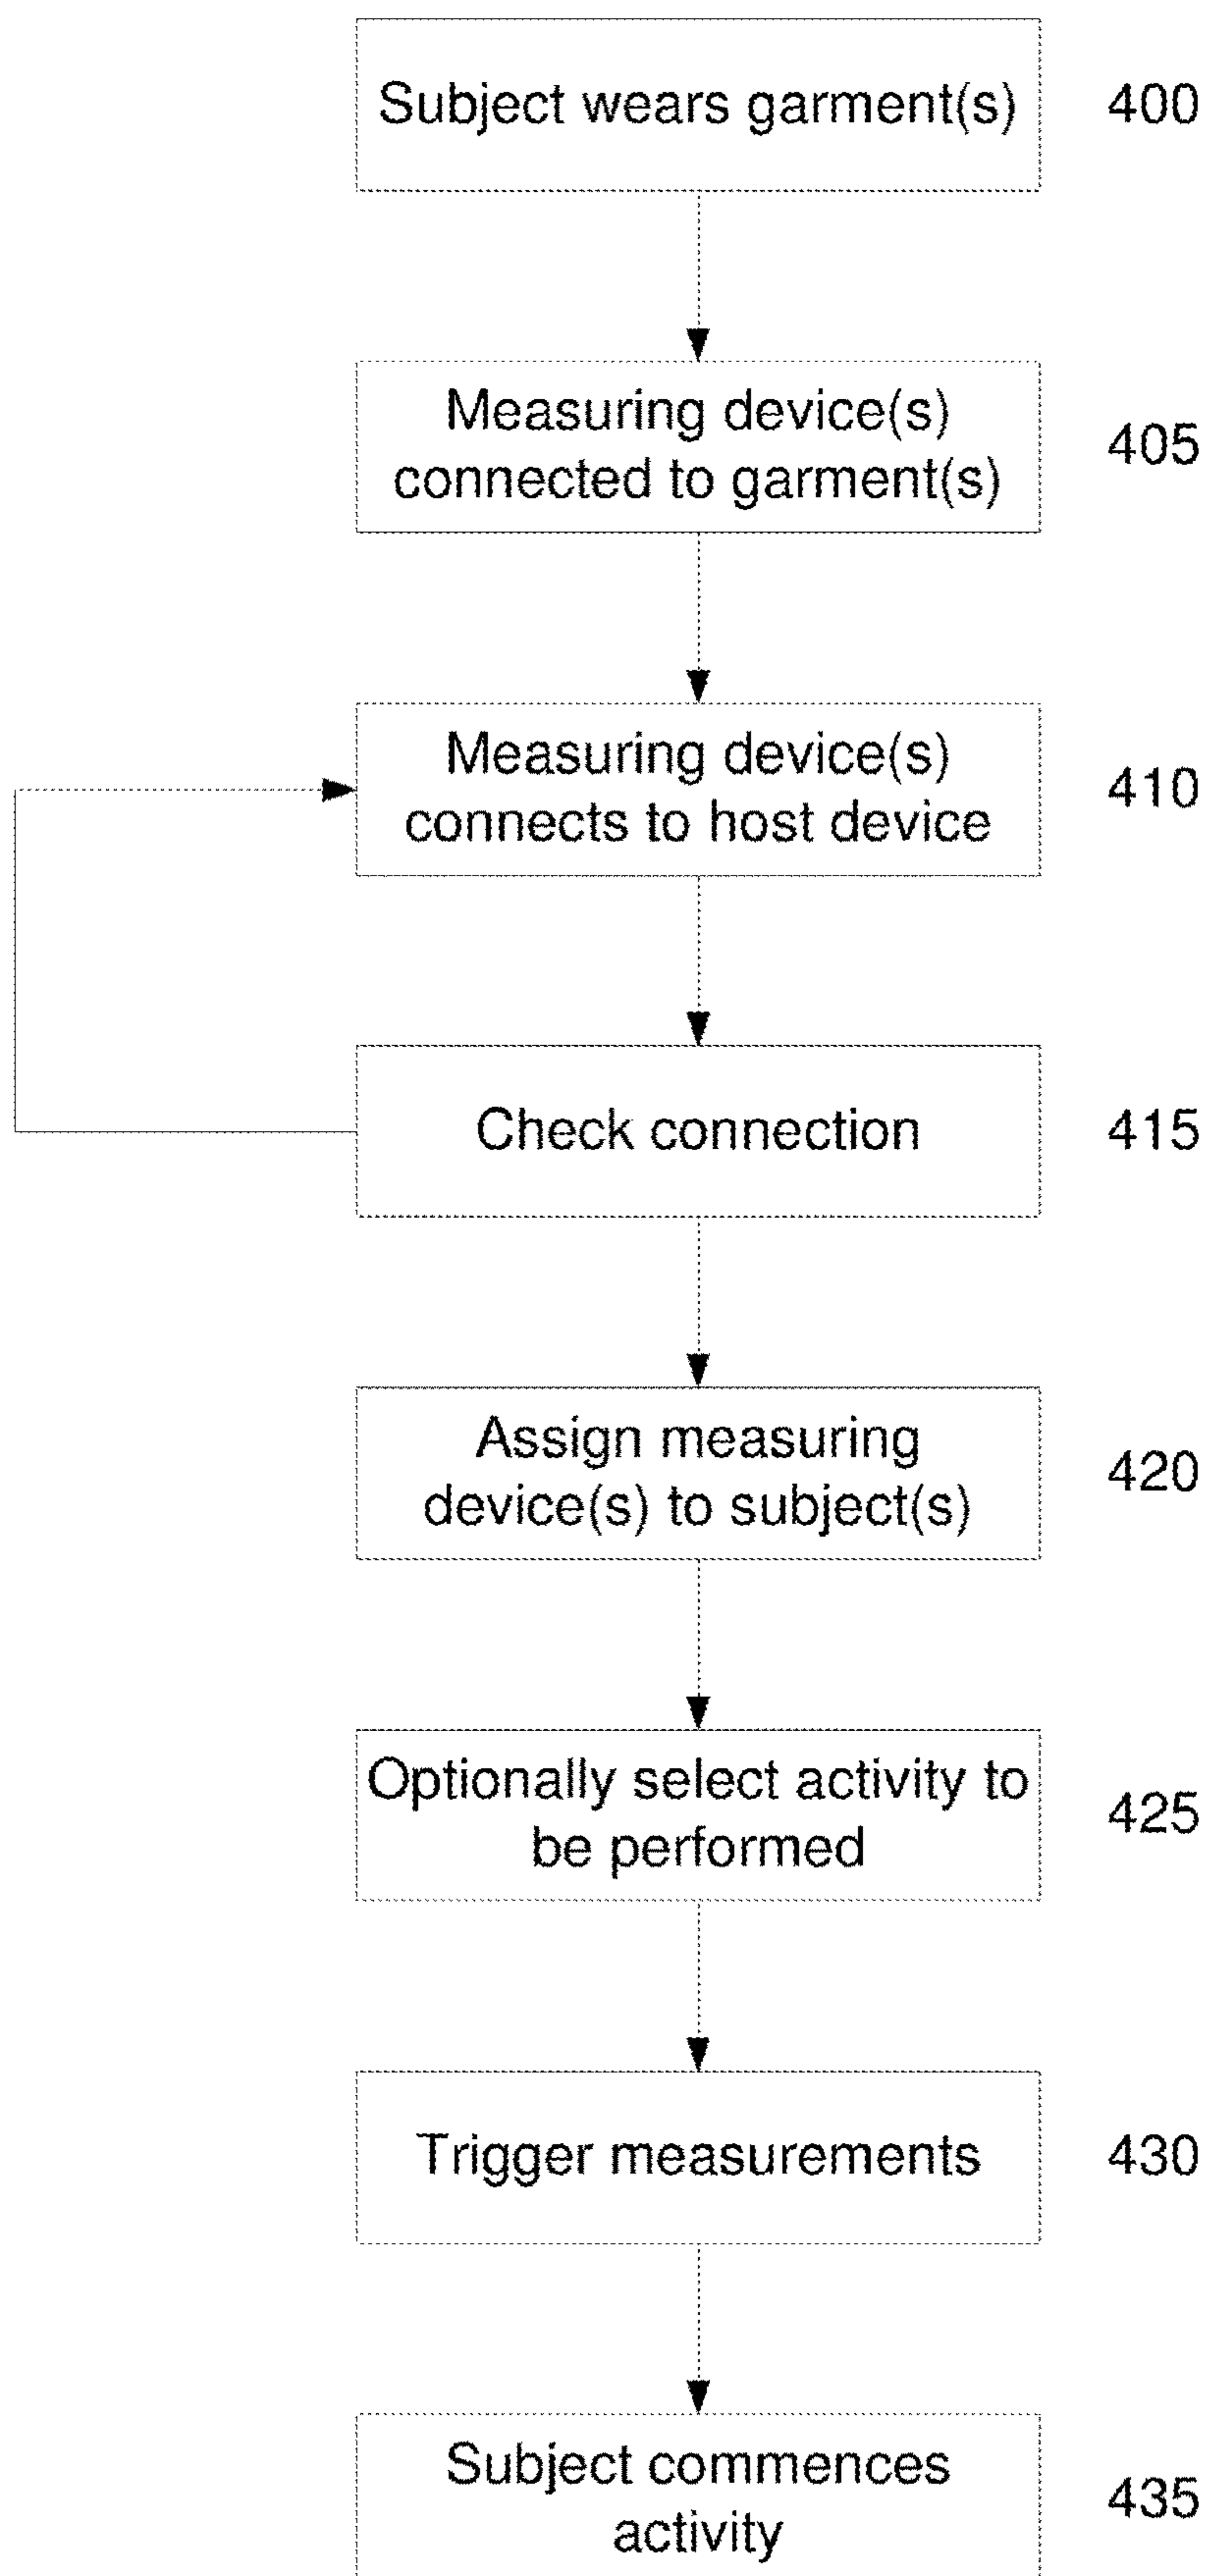 Subject wears garment(s)
400
Measuring device(s)
connected to garment(s)
405
Measuring device(s)
connects to host device
410
Check connection
415
Assign measuring
device(s) to subject(s)
420
Optionally select activity to
be performed
425
Trigger measurements
430
Subject commences
activity
435